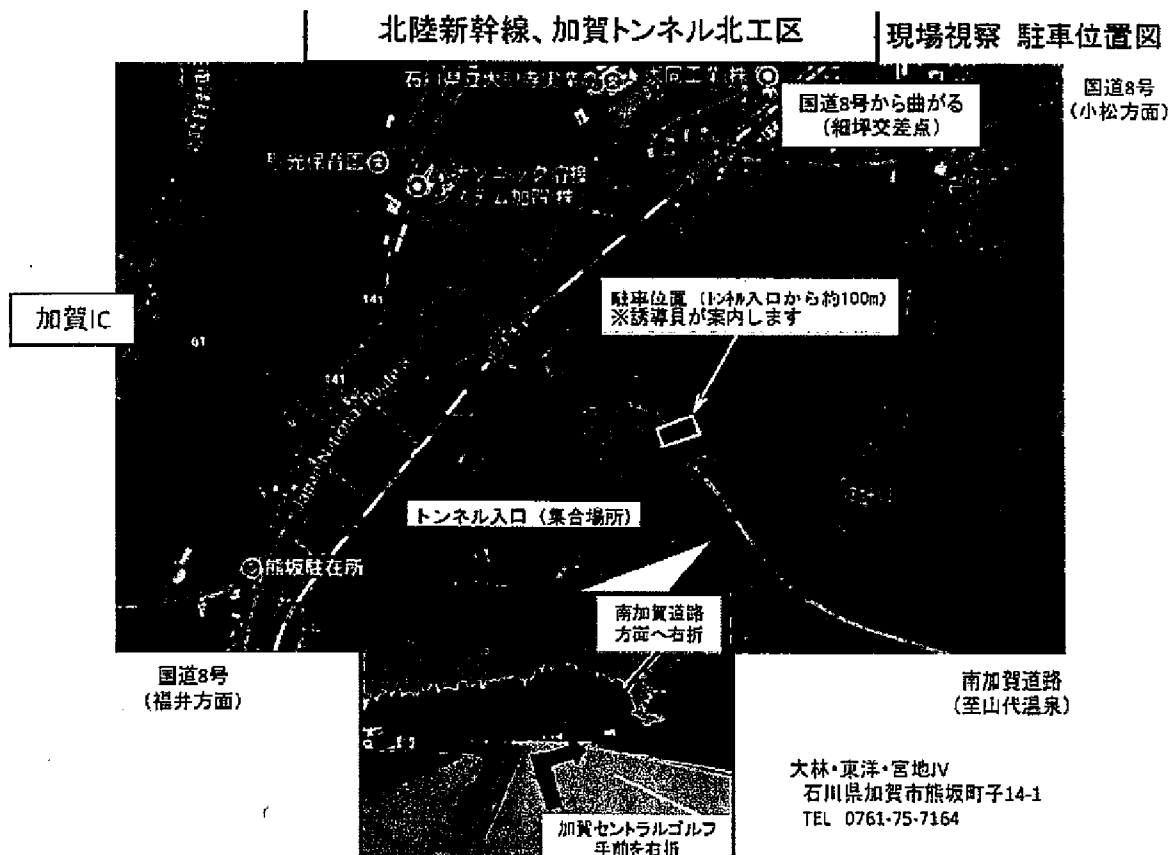 北陸新幹線、加賀トンネル北工区
現場視察 駐車位置図
国道8号
(小松方面)
国道8号から曲がる
(細坪交差点)
加賀IC
駐車位置 (トンネル入口から約100m)
※誘導員が案内します
141
61
141
トンネル入口 (集合場所)
熊坂駐在所
南加賀道路
方面へ右折
国道8号
(福井方面)
南加賀道路
(至山代温泉)
大林・東洋・宮地JV
石川県加賀市熊坂町子14-1
TEL 0761-75-7164
加賀セントラルゴルフ
手前を右折